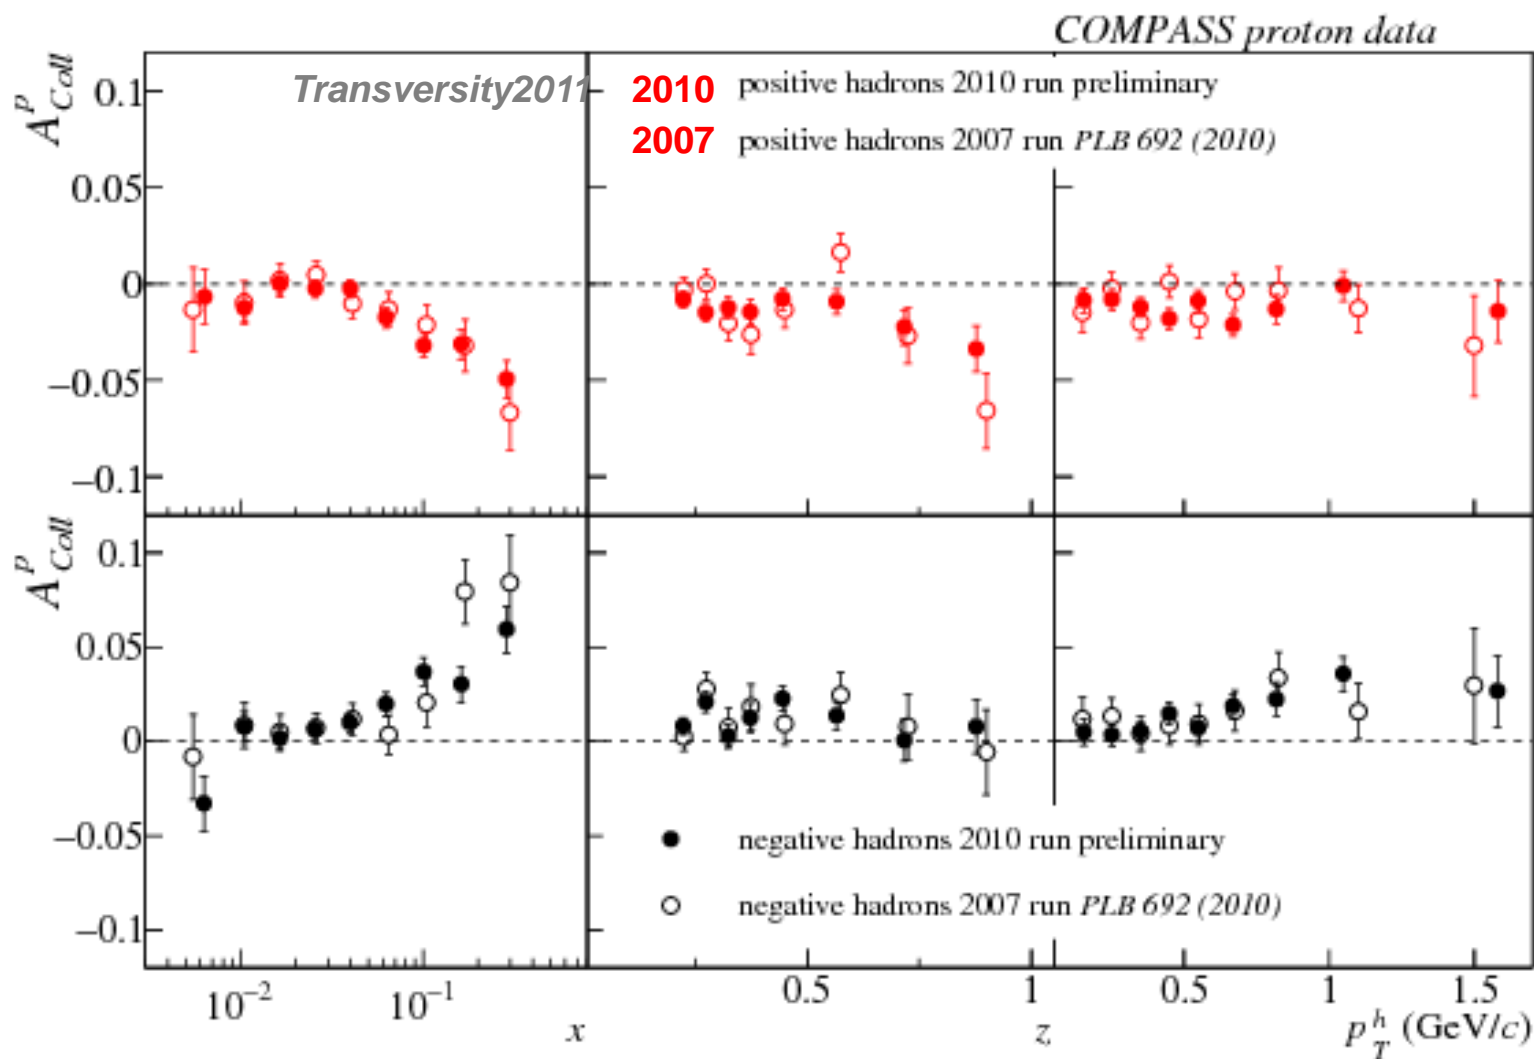 COMPASS proton data
Transversity2011
2010 positive hadrons 2010 run preliminary
2007 positive hadrons 2007 run PLB 692 (2010)
A^p_Coll
0.1
0.05
0
−0.05
−0.1
A^p_Coll
0.1
0.05
0
−0.05
−0.1
negative hadrons 2010 run preliminary
negative hadrons 2007 run PLB 692 (2010)
10^−2 10^−1 0.5 1 0.5 1 1.5
x z p^h_T (GeV/c)